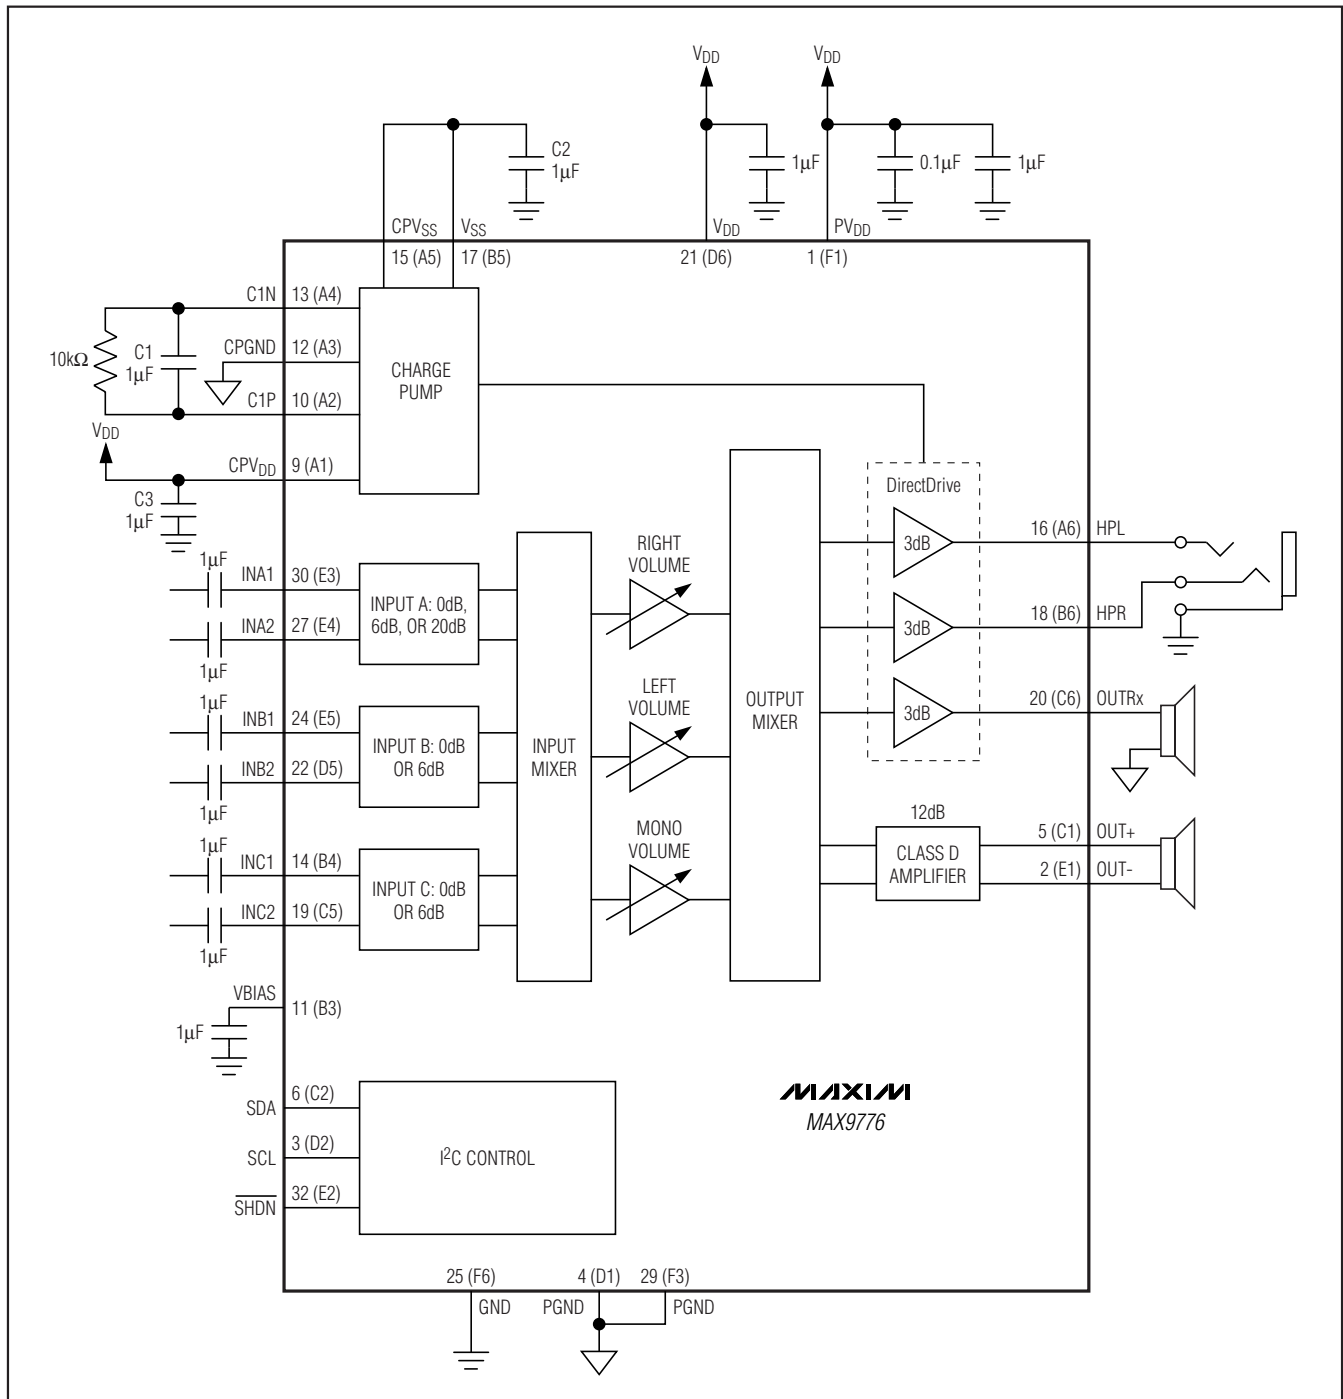 VDD
VDD
C2
1µF
1µF
0.1µF
1µF
CPVSS
VSS
VDD
PVDD
15 (A5)
17 (B5)
21 (D6)
1 (F1)
C1N
13 (A4)
10kΩ
C1
1µF
CPGND
12 (A3)
CHARGE
PUMP
C1P
10 (A2)
VDD
CPVDD
9 (A1)
C3
1µF
DirectDrive
1µF
INA1
30 (E3)
INPUT A: 0dB,
6dB, OR 20dB
INA2
27 (E4)
1µF
RIGHT
VOLUME
3dB
16 (A6)
HPL
3dB
18 (B6)
HPR
1µF
INB1
24 (E5)
INPUT B: 0dB
OR 6dB
INB2
22 (D5)
1µF
INPUT
MIXER
LEFT
VOLUME
OUTPUT
MIXER
3dB
20 (C6)
OUTRx
1µF
INC1
14 (B4)
INPUT C: 0dB
OR 6dB
INC2
19 (C5)
1µF
MONO
VOLUME
12dB
CLASS D
AMPLIFIER
5 (C1)
OUT+
2 (E1)
OUT-
VBIAS
11 (B3)
1µF
SDA
6 (C2)
SCL
3 (D2)
I2C CONTROL
SHDN
32 (E2)
MAXIM
MAX9776
25 (F6)
4 (D1)
29 (F3)
GND
PGND
PGND